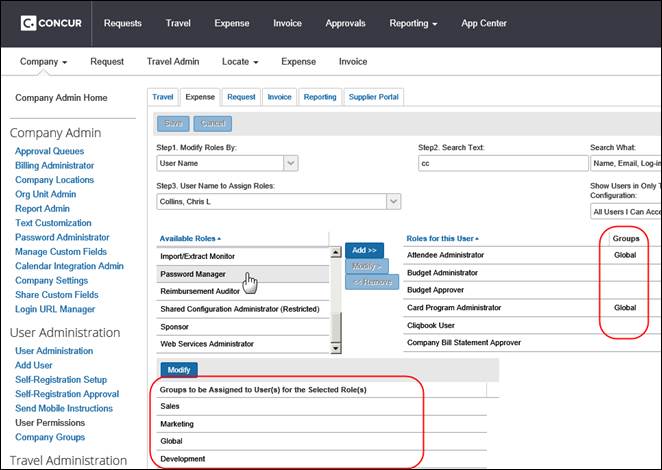 C. CONCUR Requests Travel Expense Invoice Approvals Reporting App Center
Company Request Travel Admin Locate Expense Invoice
Company Admin Home
Company Admin
Approval Queues
Billing Administrator
Company Locations
Org Unit Admin
Report Admin
Text Customization
Password Administrator
Manage Custom Fields
Calendar Integration Admin
Company Settings
Share Custom Fields
Login URL Manager
User Administration
User Administration
Add User
Self-Registration Setup
Self-Registration Approval
Send Mobile Instructions
User Permissions
Company Groups
Travel Administration
Travel Expense Request Invoice Reporting Supplier Portal
Save Cancel
Step1. Modify Roles By: Step2. Search Text: Search What:
User Name cc Name, Email, Log-in
Step3. User Name to Assign Roles: Show Users in Only T
Configuration:
Collins, Chris L All Users I Can Acce
Available Roles
Import/Extract Monitor
Password Manager
Reimbursement Auditor
Shared Configuration Administrator (Restricted)
Sponsor
Web Services Administrator
Add >>
Modify >
<< Remove
Roles for this User Groups
Attendee Administrator Global
Budget Administrator
Budget Approver
Card Program Administrator Global
Cliqbook User
Company Bill Statement Approver
Modify
Groups to be Assigned to User(s) for the Selected Role(s)
Sales
Marketing
Global
Development